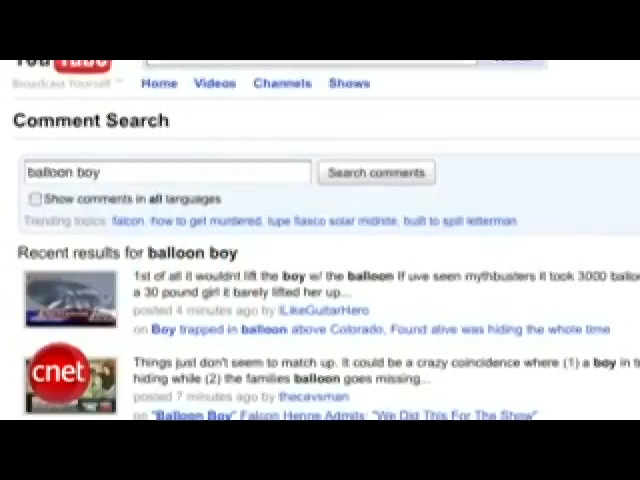 YouTube
Broadcast Yourself ™
Home Videos Channels Shows
Comment Search
balloon boy
Search comments
Show comments in all languages
Trending topics: falcon, how to get murdered, lupe fiasco solar midnite, built to spill letterman
Recent results for balloon boy
1st of all it wouldnt lift the boy w/ the balloon If uve seen mythbusters it took 3000 balloo
a 30 pound girl it barely lifted her up...
posted 4 minutes ago by ILikeGuitarHero
on Boy trapped in balloon above Colorado, Found alive was hiding the whole time
cnet
Things just don't seem to match up. It could be a crazy coincidence where (1) a boy in t
hiding while (2) the families balloon goes missing...
posted 7 minutes ago by thecavsman
on "Balloon Boy" Falcon Henne Admits: "We Did This For The Show"